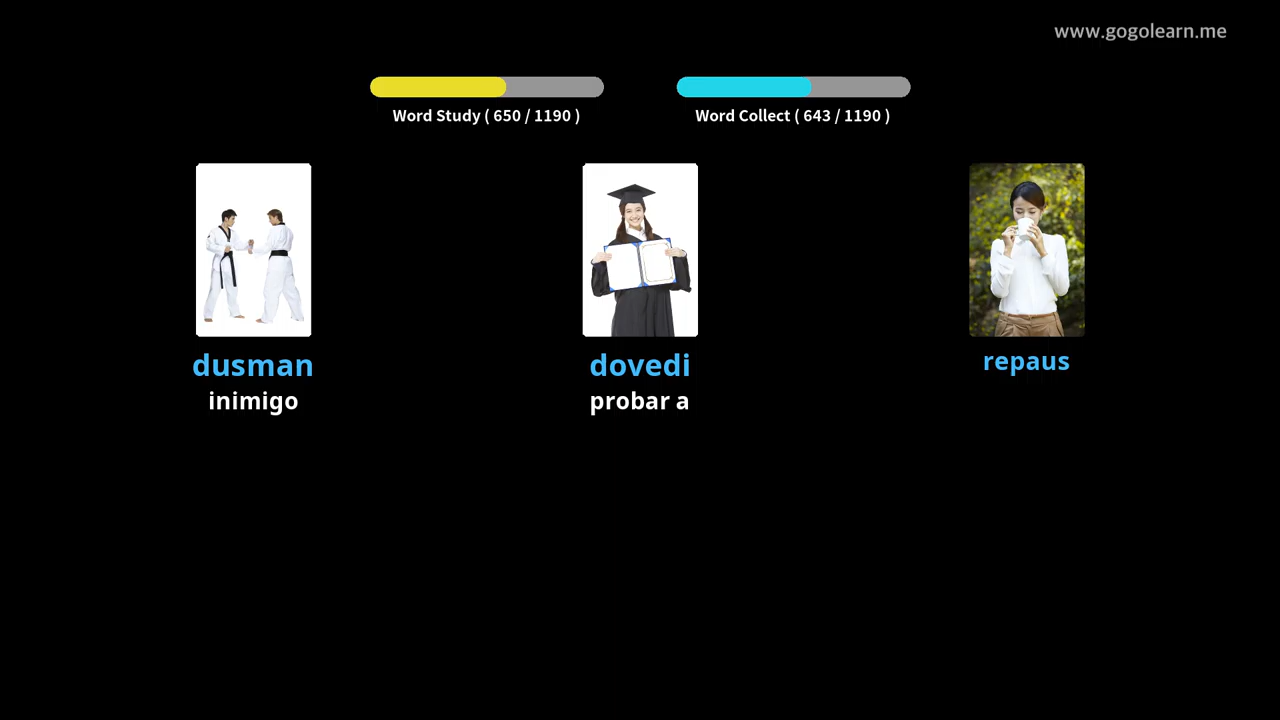 www.gogolearn.me
Word Study ( 650 / 1190 )
Word Collect ( 643 / 1190 )
dusman
inimigo
dovedi
probar a
repaus